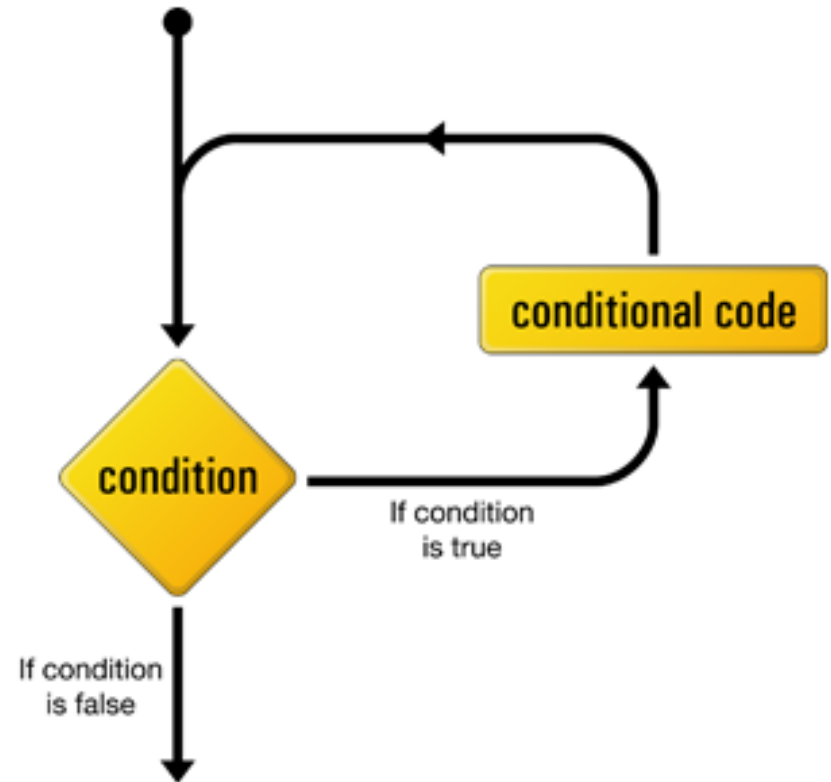 conditional code
condition
If condition
is true
If condition
is false